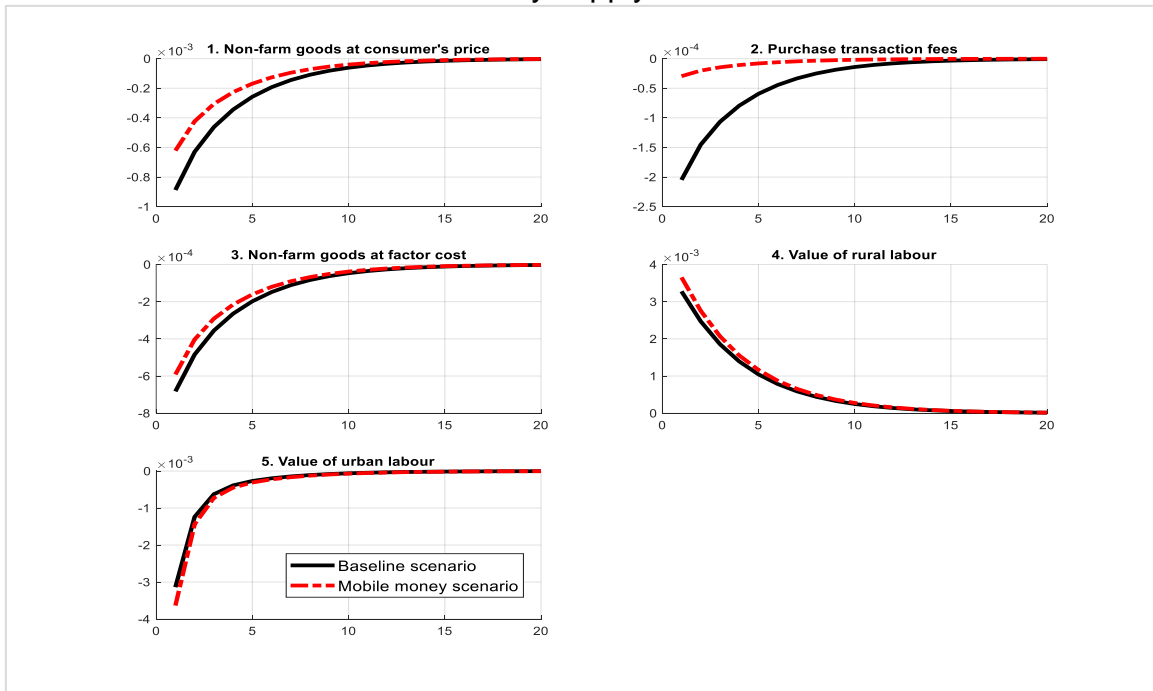 ×10-3
1. Non-farm goods at consumer's price
0
-0.2
-0.4
-0.6
-0.8
-1
0 5 10 15 20
×10-4
2. Purchase transaction fees
0
-0.5
-1
-1.5
-2
-2.5
0 5 10 15 20
×10-4
3. Non-farm goods at factor cost
0
-2
-4
-6
-8
0 5 10 15 20
×10-3
4. Value of rural labour
4
3
2
1
0
0 5 10 15 20
×10-3
5. Value of urban labour
0
-1
-2
-3
-4
0 5 10 15 20
Baseline scenario
Mobile money scenario